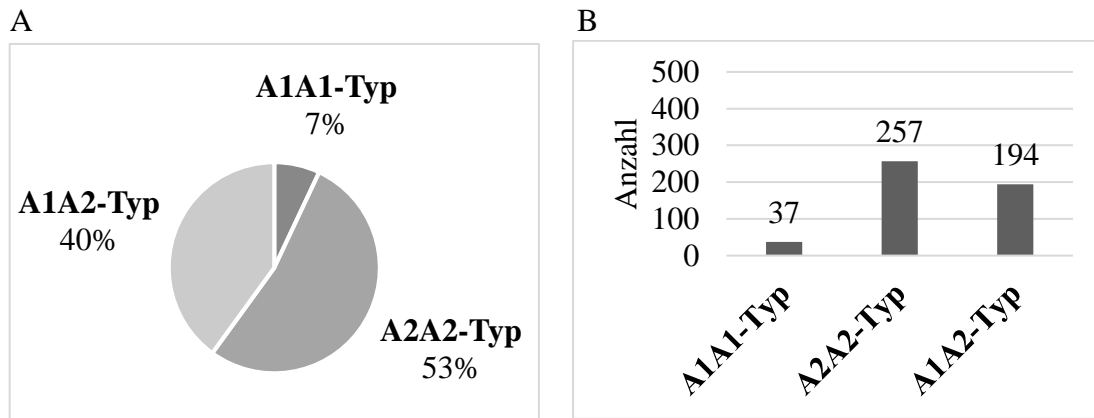 A
A1A1-Typ
7%
A1A2-Typ
40%
A2A2-Typ
53%
B
Anzahl
500
400
300
200
100
0
37
257
194
A1A1-Typ
A2A2-Typ
A1A2-Typ